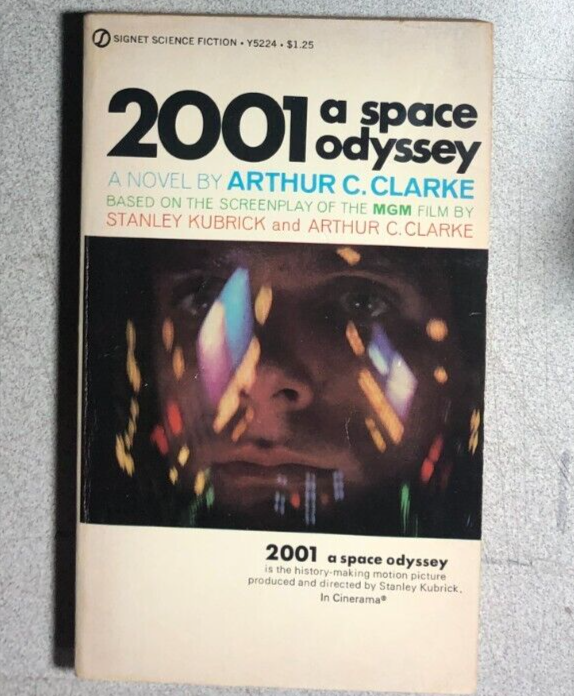 SIGNET SCIENCE FICTION • Y5224 • $1.25
2001 a space
odyssey
A NOVEL BY ARTHUR C. CLARKE
BASED ON THE SCREENPLAY OF THE MGM FILM BY
STANLEY KUBRICK and ARTHUR C. CLARKE
2001 a space odyssey
is the history-making motion picture
produced and directed by Stanley Kubrick.
In Cinerama®